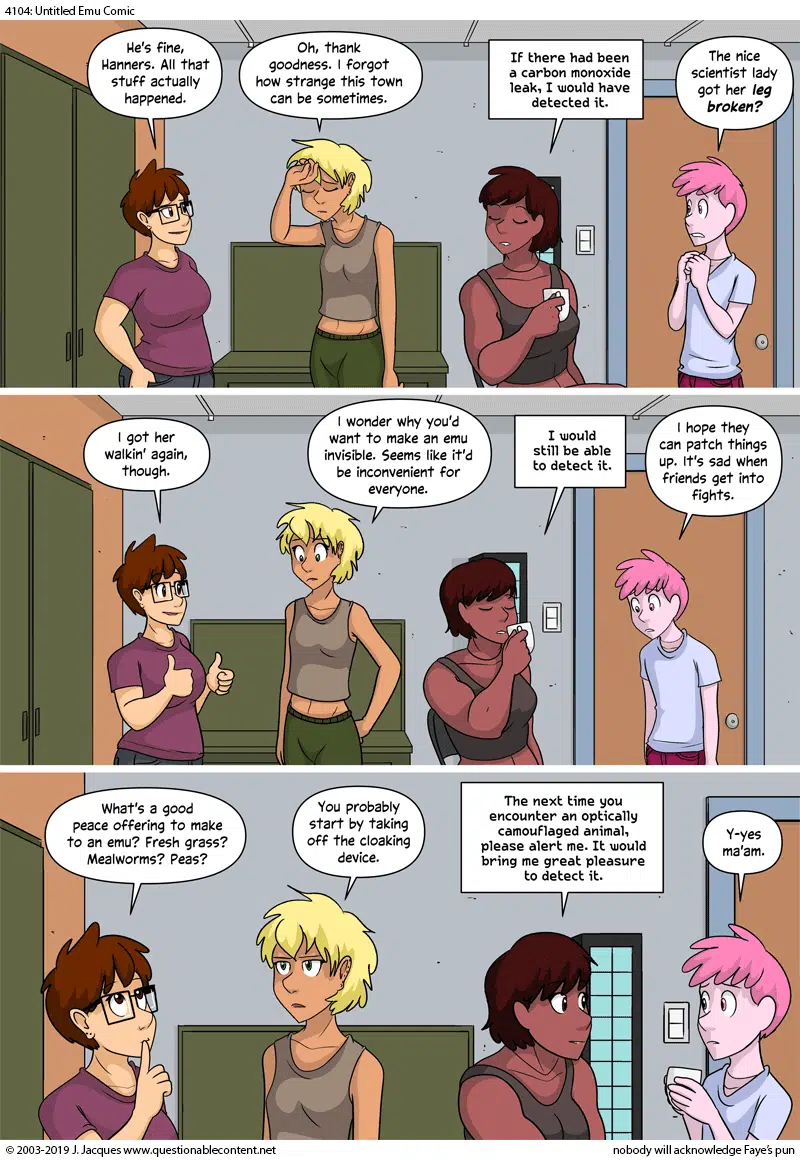 4104: Untitled Emu Comic
He's fine,
Hanners. All that
stuff actually
happened.
Oh, thank
goodness. I forgot
how strange this town
can be sometimes.
If there had been
a carbon monoxide
leak, I would have
detected it.
The nice
scientist lady
got her leg
broken?
I got her
walkin' again,
though.
I wonder why you'd
want to make an emu
invisible. Seems like it'd
be inconvenient for
everyone.
I would
still be able
to detect it.
I hope they
can patch things
up. It's sad when
friends get into
fights.
What's a good
peace offering to make
to an emu? Fresh grass?
Mealworms? Peas?
You probably
start by taking
off the cloaking
device.
The next time you
encounter an optically
camouflaged animal,
please alert me. It would
bring me great pleasure
to detect it.
Y-yes
ma'am.
© 2003-2019 J. Jacques www.questionablecontent.net
nobody will acknowledge Faye's pun